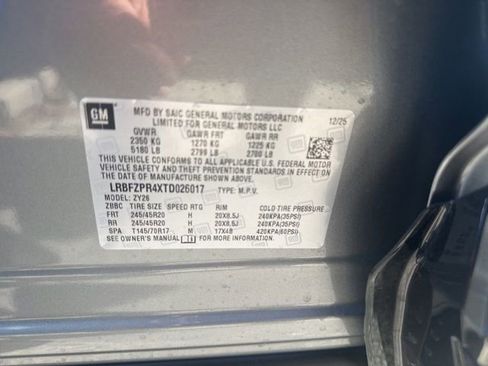 GM
MFD BY SAIC GENERAL MOTORS CORPORATION 12/25
LIMITED FOR GENERAL MOTORS LLC
GVWR GAWR FRT GAWR RR
2350 KG 1270 KG 1225 KG
5180 LB 2799 LB 2700 LB
THIS VEHICLE CONFORMS TO ALL APPLICABLE U.S. FEDERAL MOTOR
VEHICLE SAFETY, BUMPER, AND THEFT PREVENTION STANDARDS
IN EFFECT ON THE DATE OF MANUFACTURE SHOWN ABOVE.
LRBFZPR4XTD026017 TYPE: M.P.V.
MODEL: ZY26
ZBBC TIRE SIZE SPEED RTG RIM COLD TIRE PRESSURE
FRT 245/45R20 H 20X8.5J 240KPA(35PSI)
RR 245/45R20 H 20X8.5J 240KPA(35PSI)
SPA T145/70R17 M 17X4B 420KPA(60PSI)
SEE OWNER'S MANUAL FOR MORE INFORMATION.